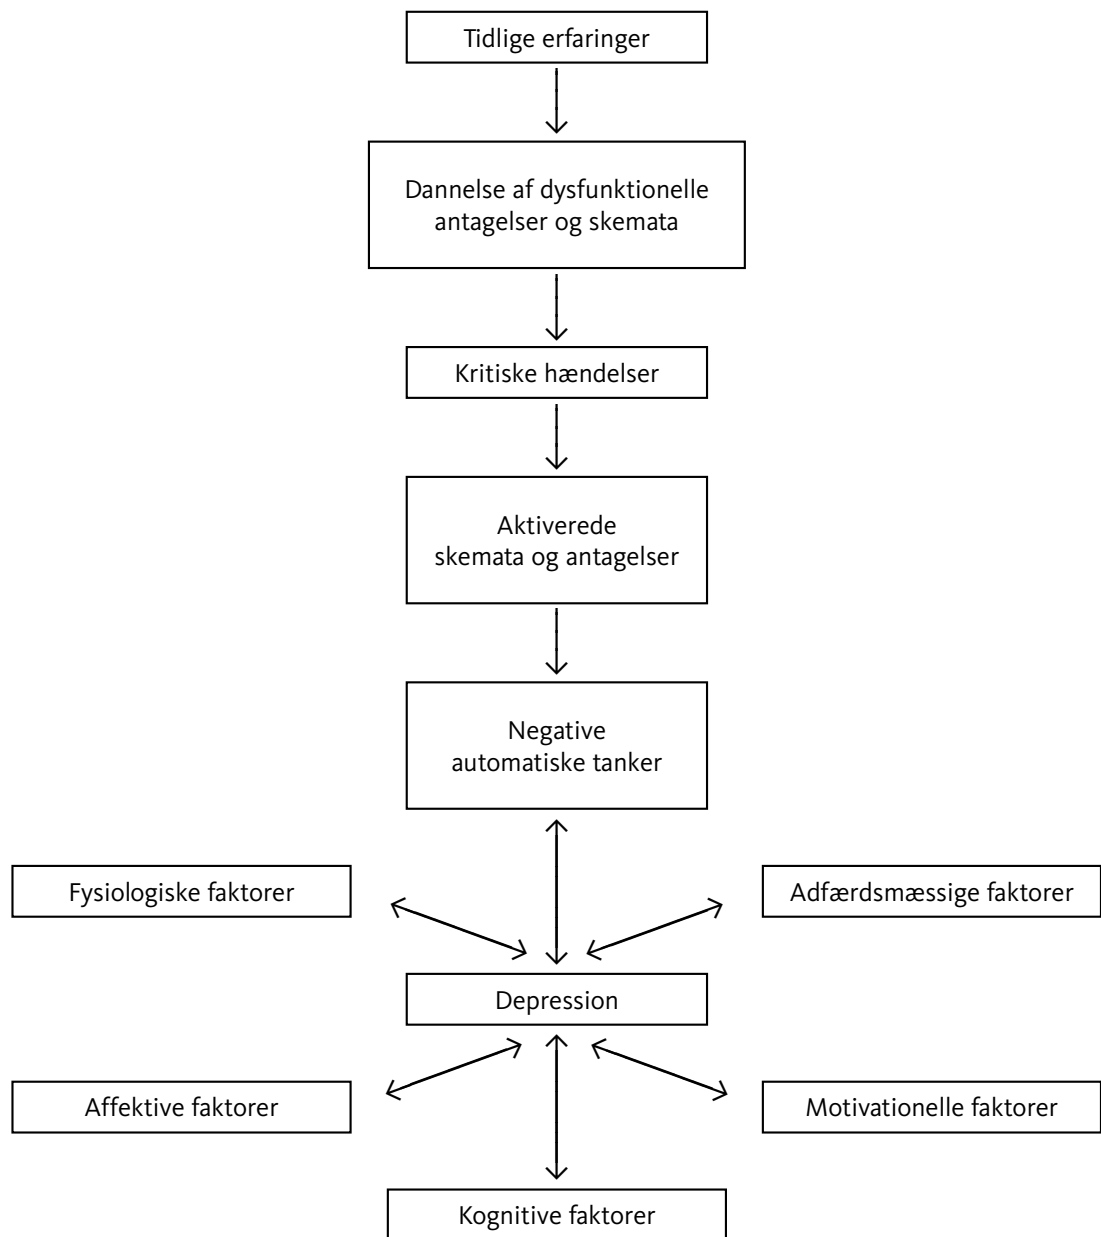 Tidlige erfaringer
Dannelse af dysfunktionelle
antagelser og skemata
Kritiske hændelser
Aktiverede
skemata og antagelser
Negative
automatiske tanker
Fysiologiske faktorer
Adfærdsmæssige faktorer
Depression
Affektive faktorer
Motivationelle faktorer
Kognitive faktorer